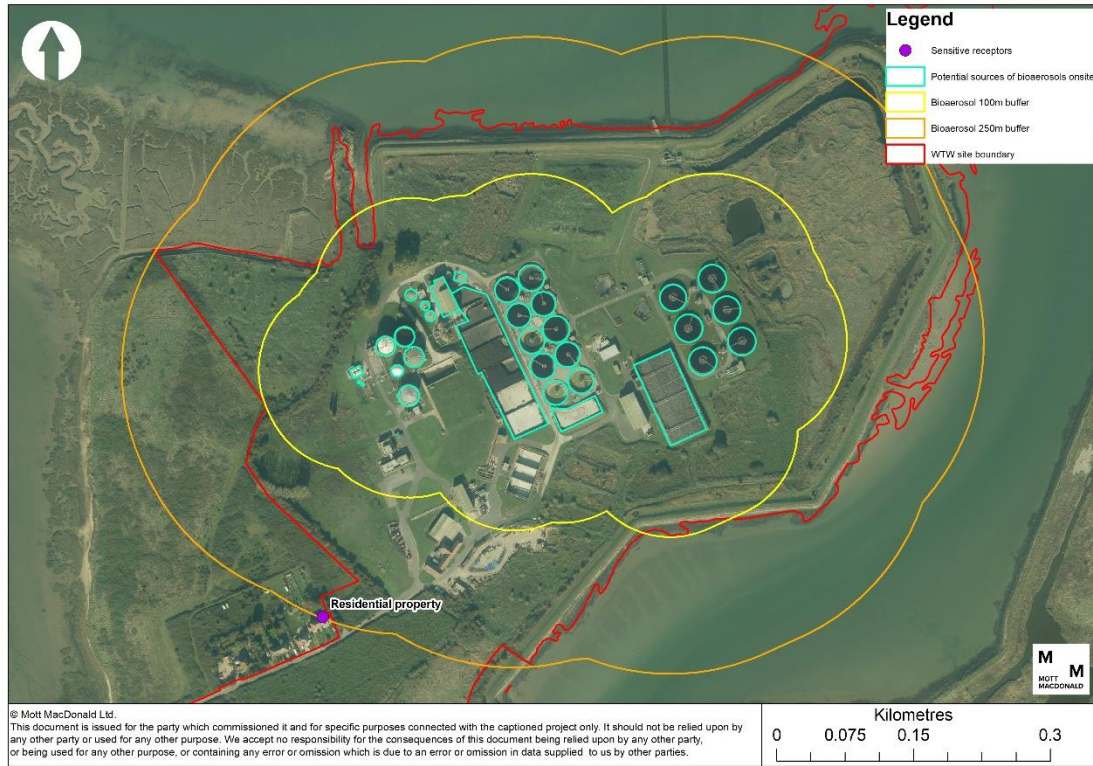 Legend
Sensitive receptors
Potential sources of bioaerosols onsite
Bioaerosol 100m buffer
Bioaerosol 250m buffer
WTW site boundary
Residential property
M
M
MOTT
MACDONALD
© Mott MacDonald Ltd.
This document is issued for the party which commissioned it and for specific purposes connected with the captioned project only. It should not be relied upon by
any other party or used for any other purpose. We accept no responsibility for the consequences of this document being relied upon by any other party,
or being used for any other purpose, or containing any error or omission which is due to an error or omission in data supplied to us by other parties.
Kilometres
0 0.075 0.15 0.3